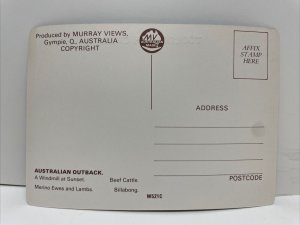 Produced by MURRAY VIEWS,
Gympie, Q., AUSTRALIA
COPYRIGHT
AFFIX
STAMP
HERE
ADDRESS
AUSTRALIAN OUTBACK.
A Windmill at Sunset. Beef Cattle.
Merino Ewes and Lambs. Billabong.
W521C
POSTCODE